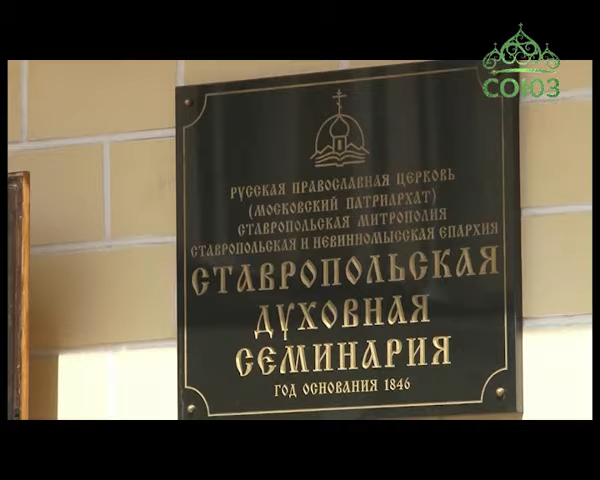 СОЮЗ
РУССКАЯ ПРАВОСЛАВНАЯ ЦЕРКОВЬ
(МОСКОВСКИЙ ПАТРИАРХАТ)
СТАВРОПОЛЬСКАЯ МИТРОПОЛИЯ
СТАВРОПОЛЬСКАЯ И НЕВИННОМЫССКАЯ ЕПАРХИЯ
СТАВРОПОЛЬСКАЯ
ДУХОВНАЯ
СЕМИНАРИЯ
ГОД ОСНОВАНИЯ 1846